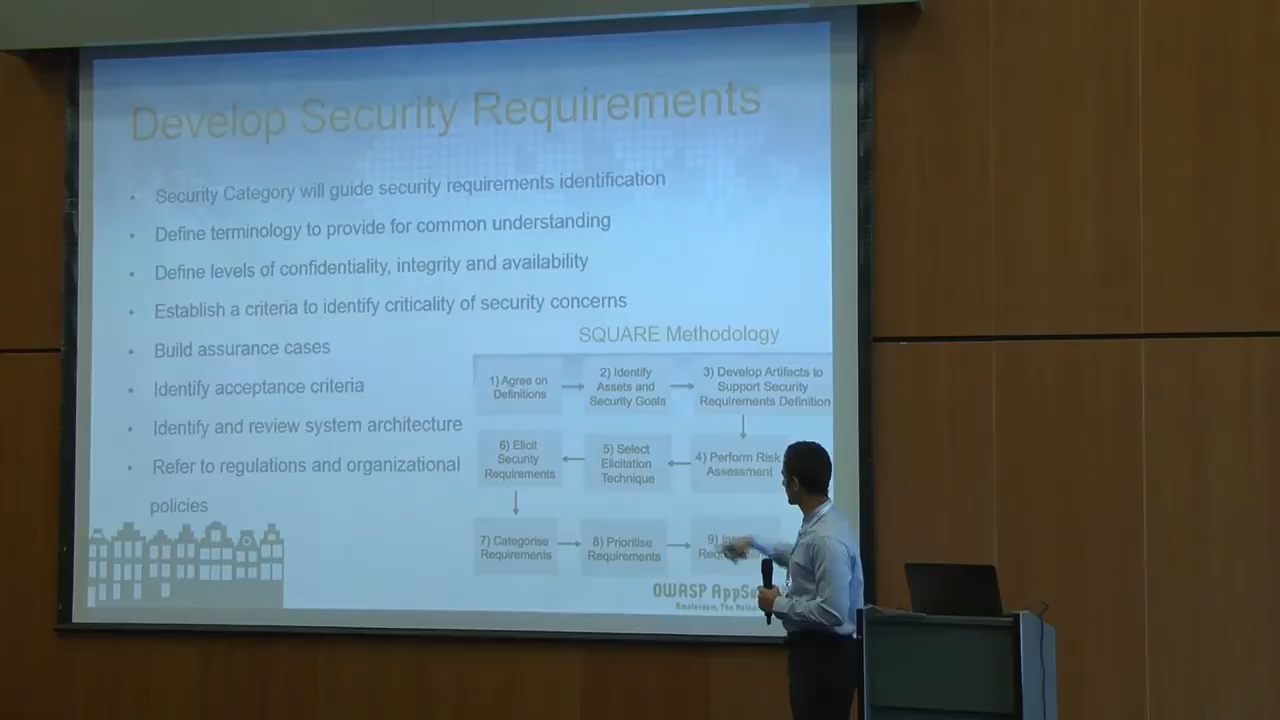 Develop Security Requirements
• Security Category will guide security requirements identification
• Define terminology to provide for common understanding
• Define levels of confidentiality, integrity and availability
• Establish a criteria to identify criticality of security concerns
• Build assurance cases
• Identify acceptance criteria
• Identify and review system architecture
• Refer to regulations and organizational
policies
SQUARE Methodology
1) Agree on
Definitions
2) Identify
Assets and
Security Goals
3) Develop Artifacts to
Support Security
Requirements Definition
4) Perform Risk
Assessment
5) Select
Elicitation
Technique
6) Elicit
Security
Requirements
7) Categorise
Requirements
8) Prioritise
Requirements
9)
OWASP
Amsterdam, The